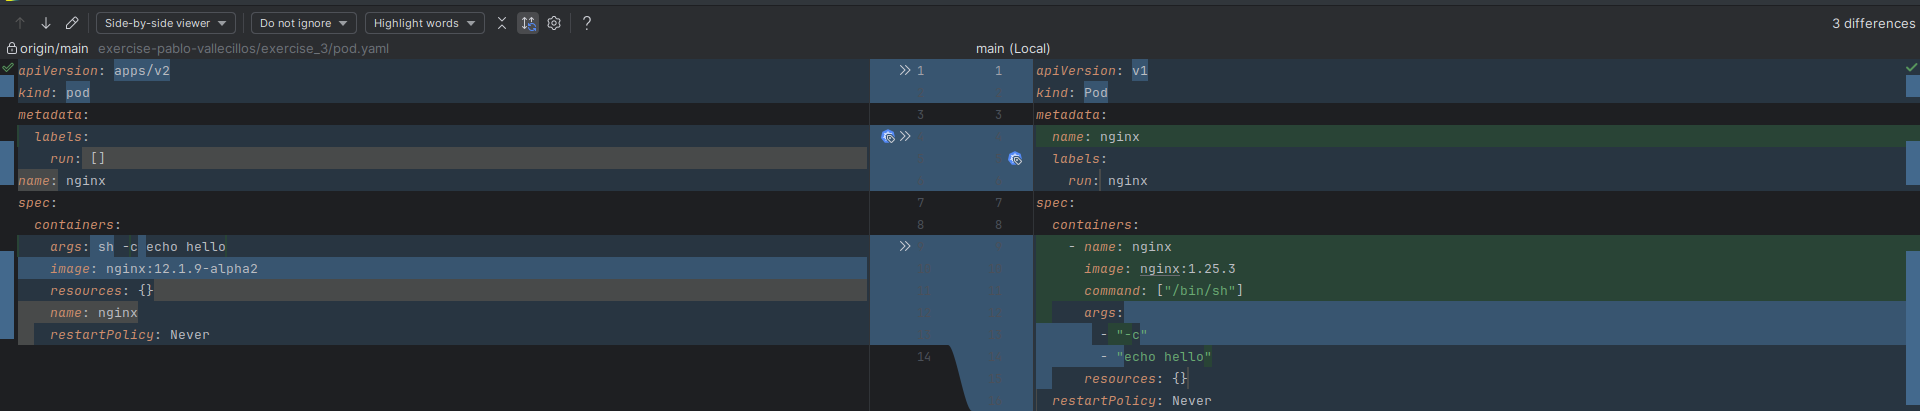 Side-by-side viewer Do not ignore Highlight words ? 3 differences
origin/main exercise-pablo-vallecillos/exercise_3/pod.yaml main (Local)
apiVersion: apps/v2
kind: pod
metadata:
labels:
run: []
name: nginx
spec:
containers:
args: sh -c echo hello
image: nginx:12.1.9-alpha2
resources: {}
name: nginx
restartPolicy: Never
1 1
3 3
7 7
8 8
14
apiVersion: v1
kind: Pod
metadata:
name: nginx
labels:
run: nginx
spec:
containers:
- name: nginx
image: nginx:1.25.3
command: ["/bin/sh"]
args:
- "-c"
- "echo hello"
resources: {}
restartPolicy: Never